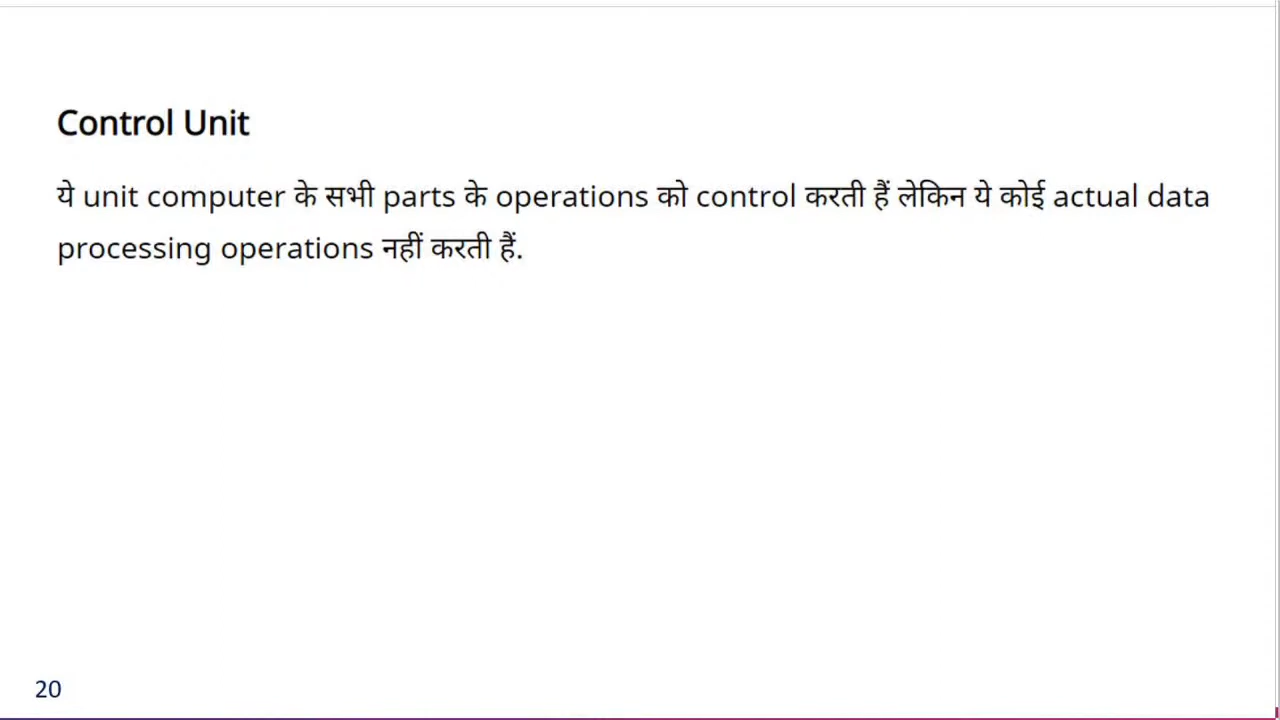 Control Unit
ये unit computer के सभी parts के operations को control करती हैं लेकिन ये कोई actual data
processing operations नहीं करती हैं.
20